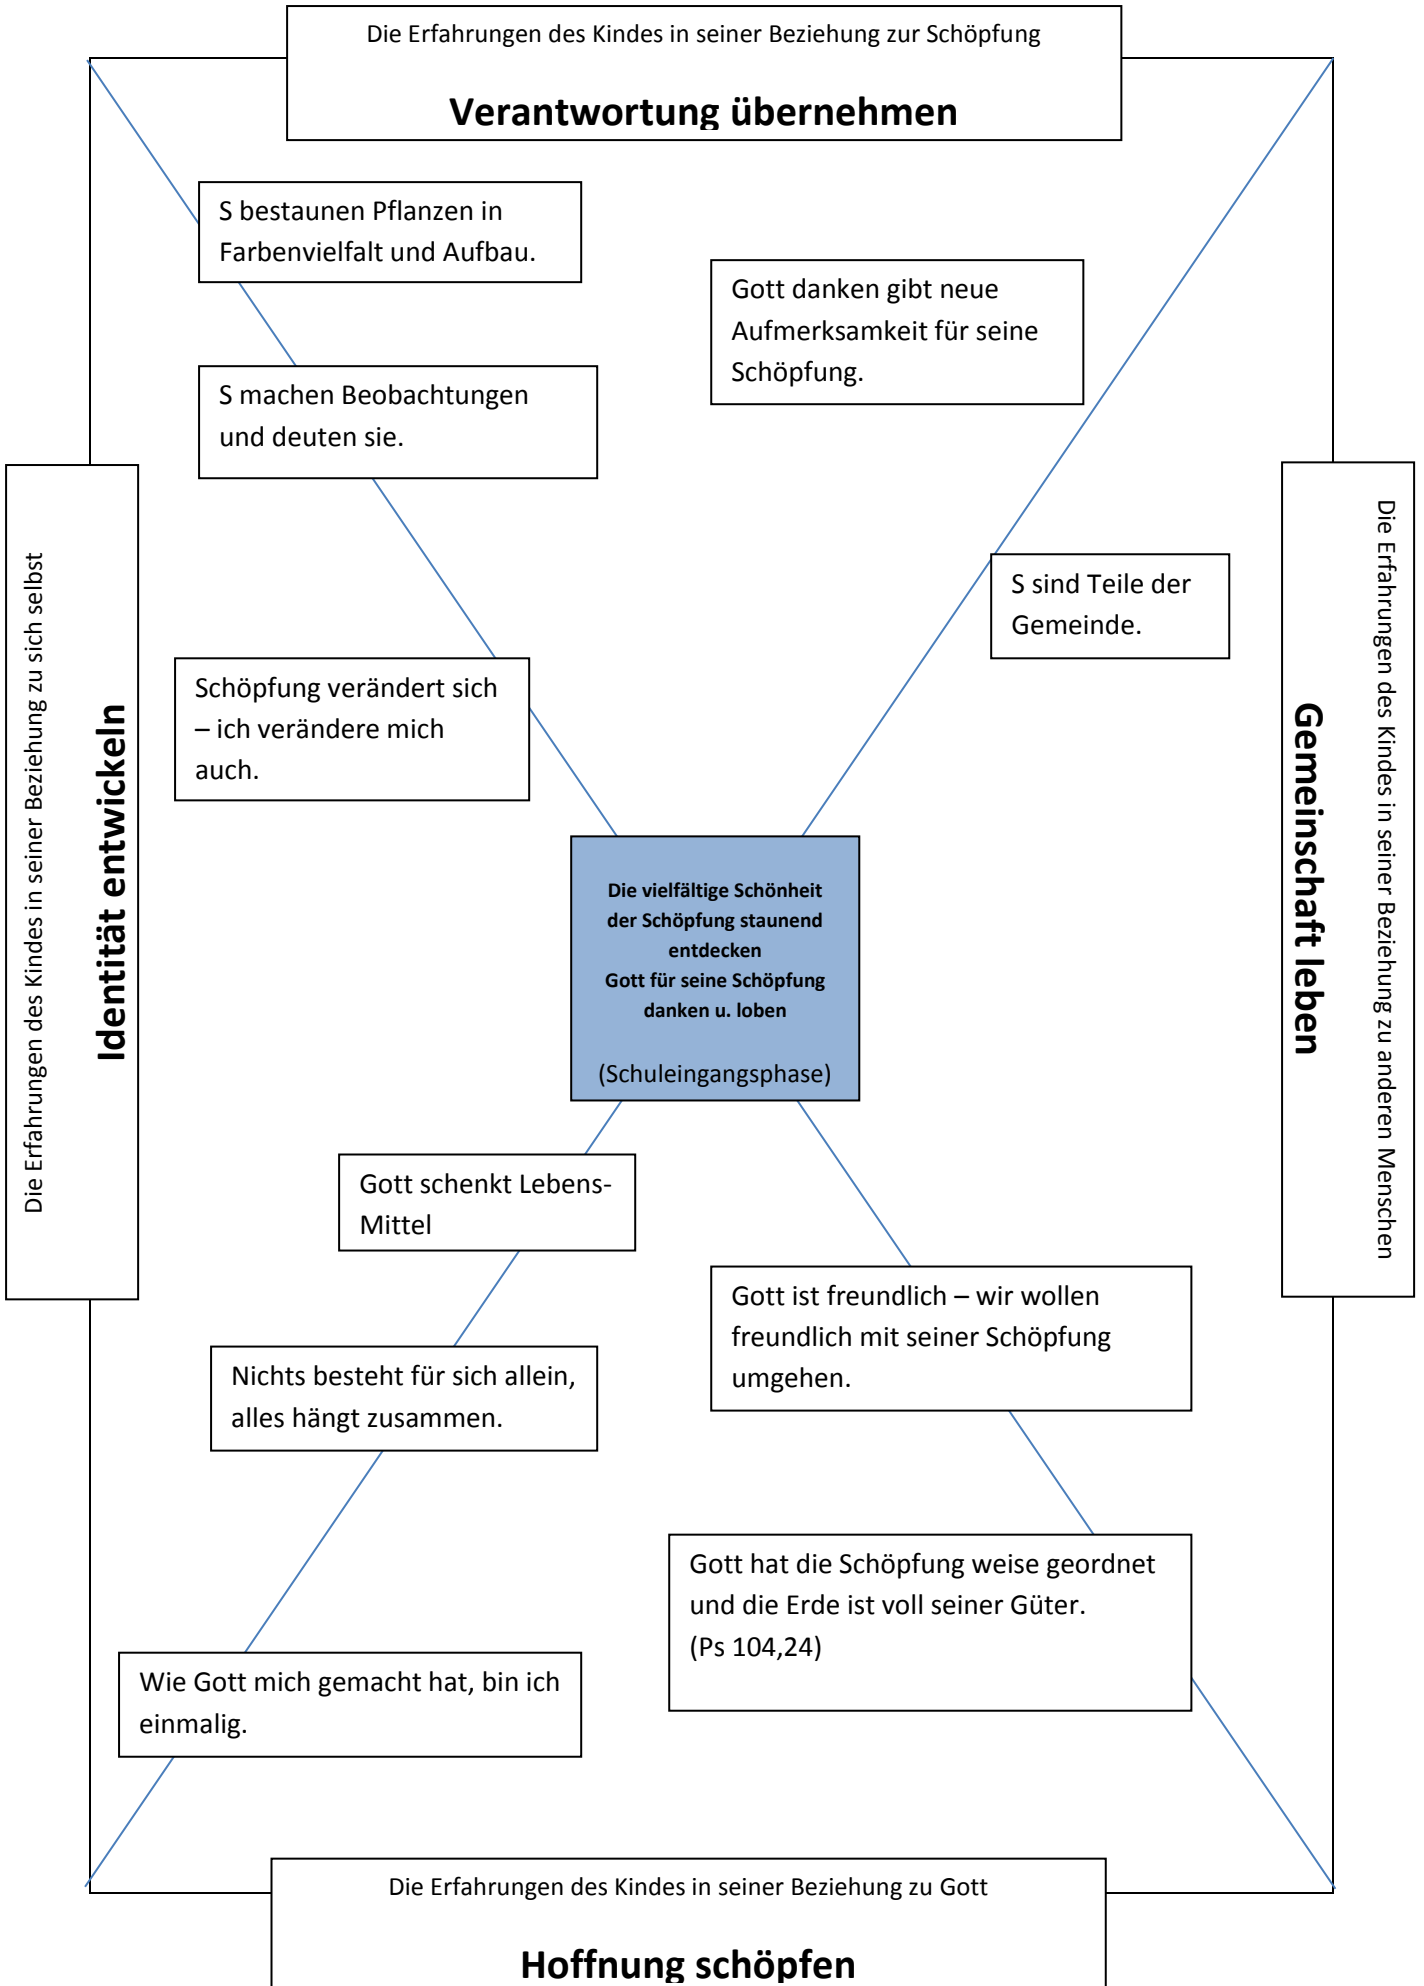 Die Erfahrungen des Kindes in seiner Beziehung zur Schöpfung
Verantwortung übernehmen
S bestaunen Pflanzen in
Farbenvielfalt und Aufbau.
Gott danken gibt neue
Aufmerksamkeit für seine
Schöpfung.
S machen Beobachtungen
und deuten sie.
Die Erfahrungen des Kindes in seiner Beziehung zu sich selbst
Identität entwickeln
Gemeinschaft leben
Die Erfahrungen des Kindes in seiner Beziehung zu anderen Menschen
S sind Teile der
Gemeinde.
Schöpfung verändert sich
– ich verändere mich
auch.
Die vielfältige Schönheit
der Schöpfung staunend
entdecken
Gott für seine Schöpfung
danken u. loben
(Schuleingangsphase)
Gott schenkt Lebens-
Mittel
Gott ist freundlich – wir wollen
freundlich mit seiner Schöpfung
umgehen.
Nichts besteht für sich allein,
alles hängt zusammen.
Gott hat die Schöpfung weise geordnet
und die Erde ist voll seiner Güter.
(Ps 104,24)
Wie Gott mich gemacht hat, bin ich
einmalig.
Die Erfahrungen des Kindes in seiner Beziehung zu Gott
Hoffnung schöpfen